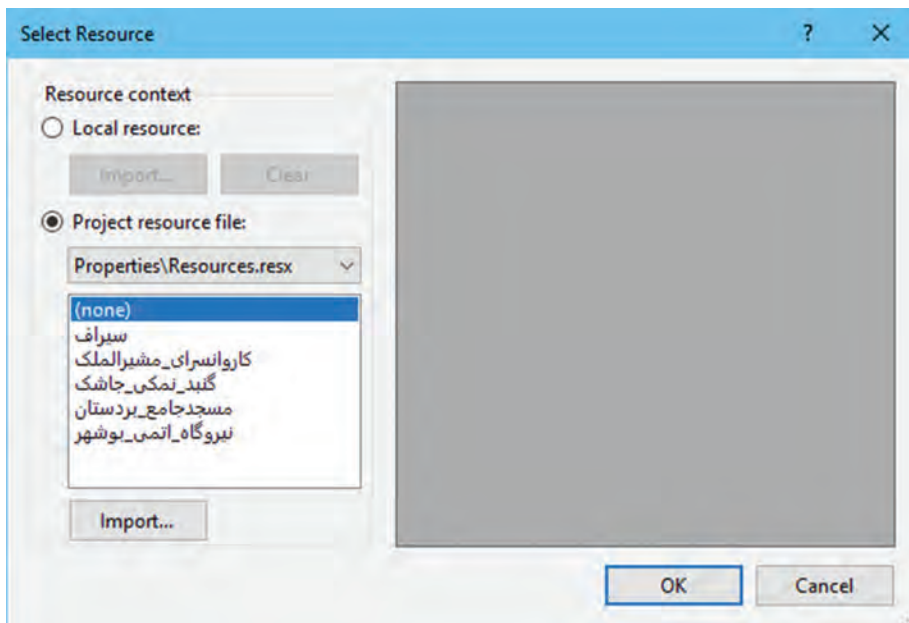 Select Resource
?
Resource context
Local resource:
Import...
Clear
Project resource file:
Properties\Resources.resx
(none)
سیراف
کاروانسرای_مشیرالملک
گنبد_نمکی_جاشک
مسجدجامع_بردستان
نیروگاه_اتمی_بوشهر
Import...
OK
Cancel